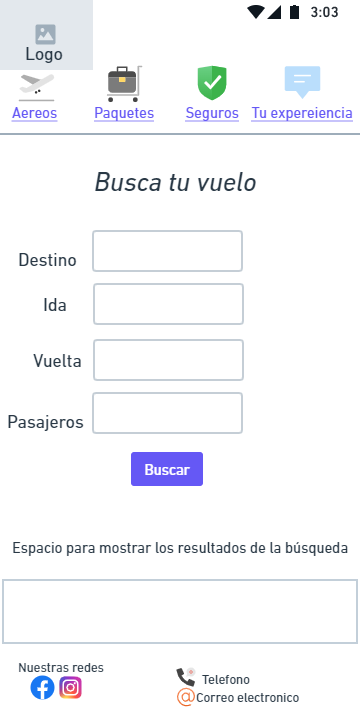 3:03
Logo
Aereos Paquetes Seguros Tu expereiencia
Busca tu vuelo
Destino
Ida
Vuelta
Pasajeros
Buscar
Espacio para mostrar los resultados de la búsqueda
Nuestras redes
Telefono
Correo electronico